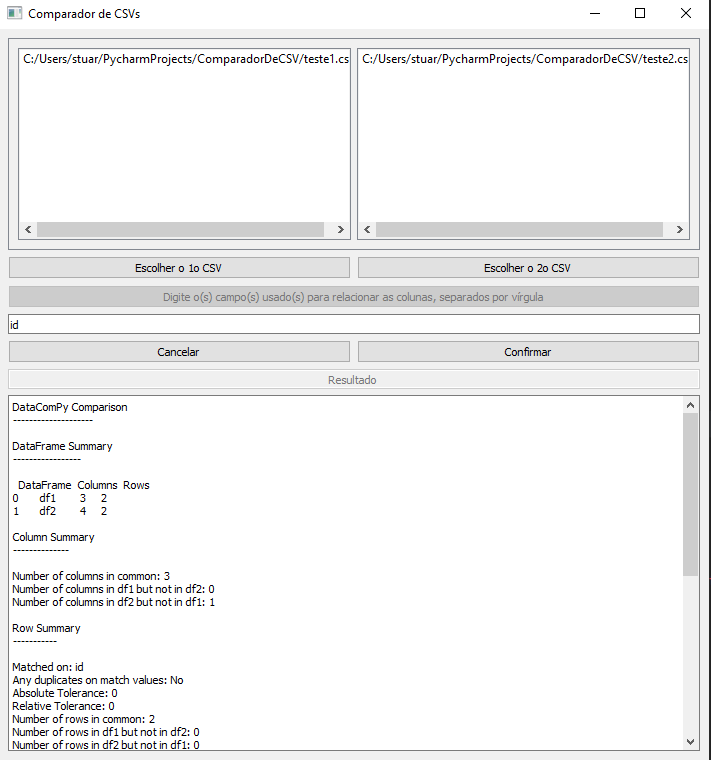 Comparador de CSVs
C:/Users/stuar/PycharmProjects/ComparadorDeCSV/teste1.cs
C:/Users/stuar/PycharmProjects/ComparadorDeCSV/teste2.cs
Escolher o 1o CSV
Escolher o 2o CSV
Digite o(s) campo(s) usado(s) para relacionar as colunas, separados por vírgula
id
Cancelar
Confirmar
Resultado
DataComPy Comparison
--------------------
DataFrame Summary
-----------------
DataFrame Columns Rows
0 df1 3 2
1 df2 4 2
Column Summary
--------------
Number of columns in common: 3
Number of columns in df1 but not in df2: 0
Number of columns in df2 but not in df1: 1
Row Summary
-----------
Matched on: id
Any duplicates on match values: No
Absolute Tolerance: 0
Relative Tolerance: 0
Number of rows in common: 2
Number of rows in df1 but not in df2: 0
Number of rows in df2 but not in df1: 0